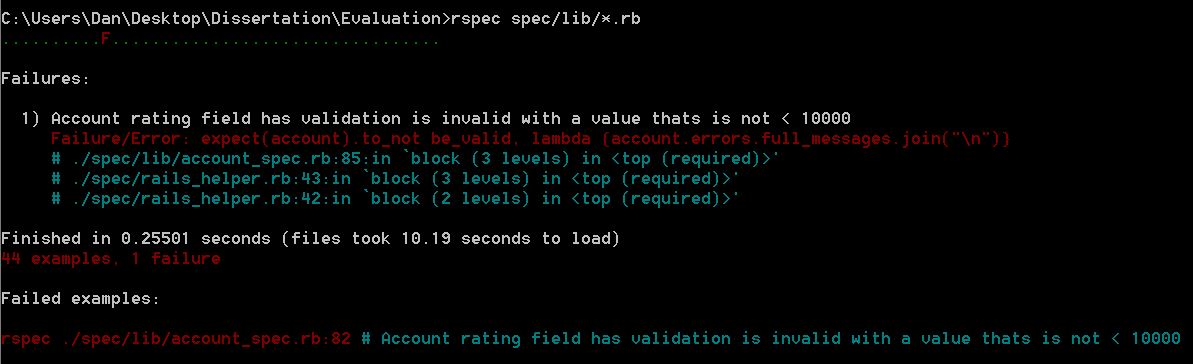 C:\Users\Dan\Desktop\Dissertation\Evaluation>rspec spec/lib/*.rb
..........F.................................
Failures:
1) Account rating field has validation is invalid with a value thats is not < 10000
Failure/Error: expect(account).to_not be_valid, lambda {account.errors.full_messages.join("\n")}
# ./spec/lib/account_spec.rb:85:in `block (3 levels) in <top (required)>'
# ./spec/rails_helper.rb:43:in `block (3 levels) in <top (required)>'
# ./spec/rails_helper.rb:42:in `block (2 levels) in <top (required)>'
Finished in 0.25501 seconds (files took 10.19 seconds to load)
44 examples, 1 failure
Failed examples:
rspec ./spec/lib/account_spec.rb:82 # Account rating field has validation is invalid with a value thats is not < 10000